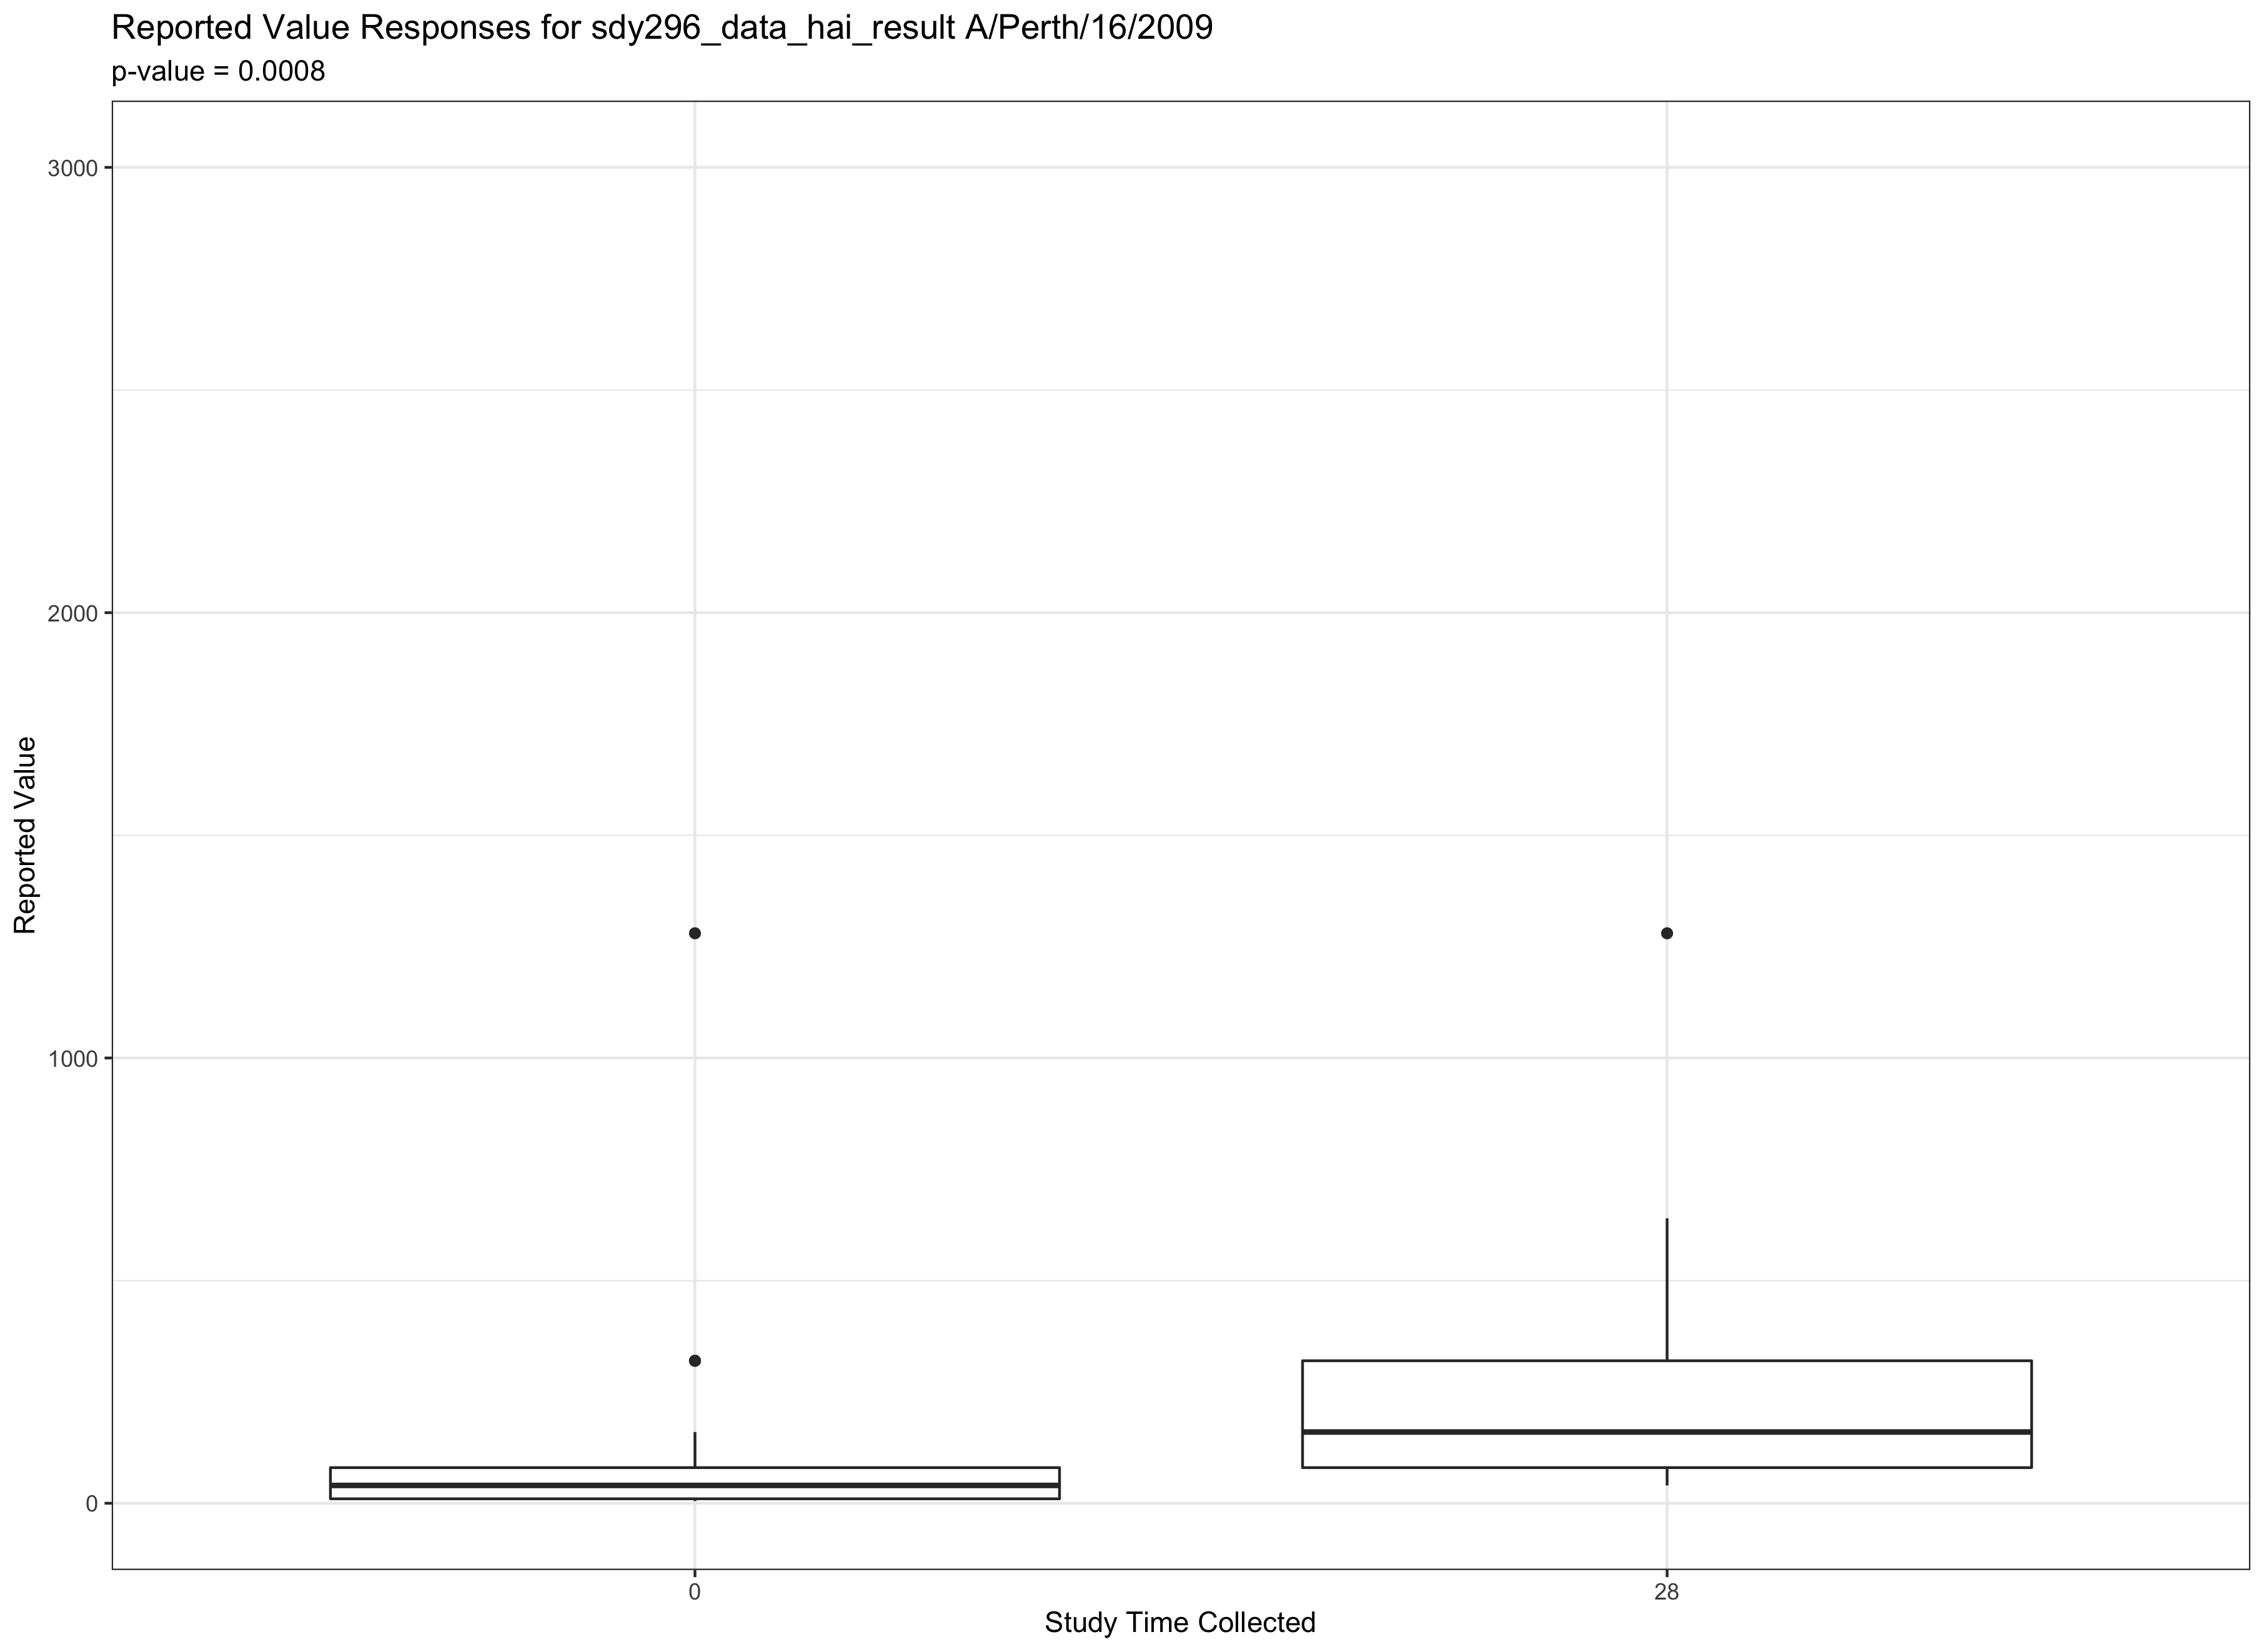 Reported Value Responses for sdy296_data_hai_result A/Perth/16/2009
p-value = 0.0008
3000
2000
1000
0
Reported Value
0
28
Study Time Collected